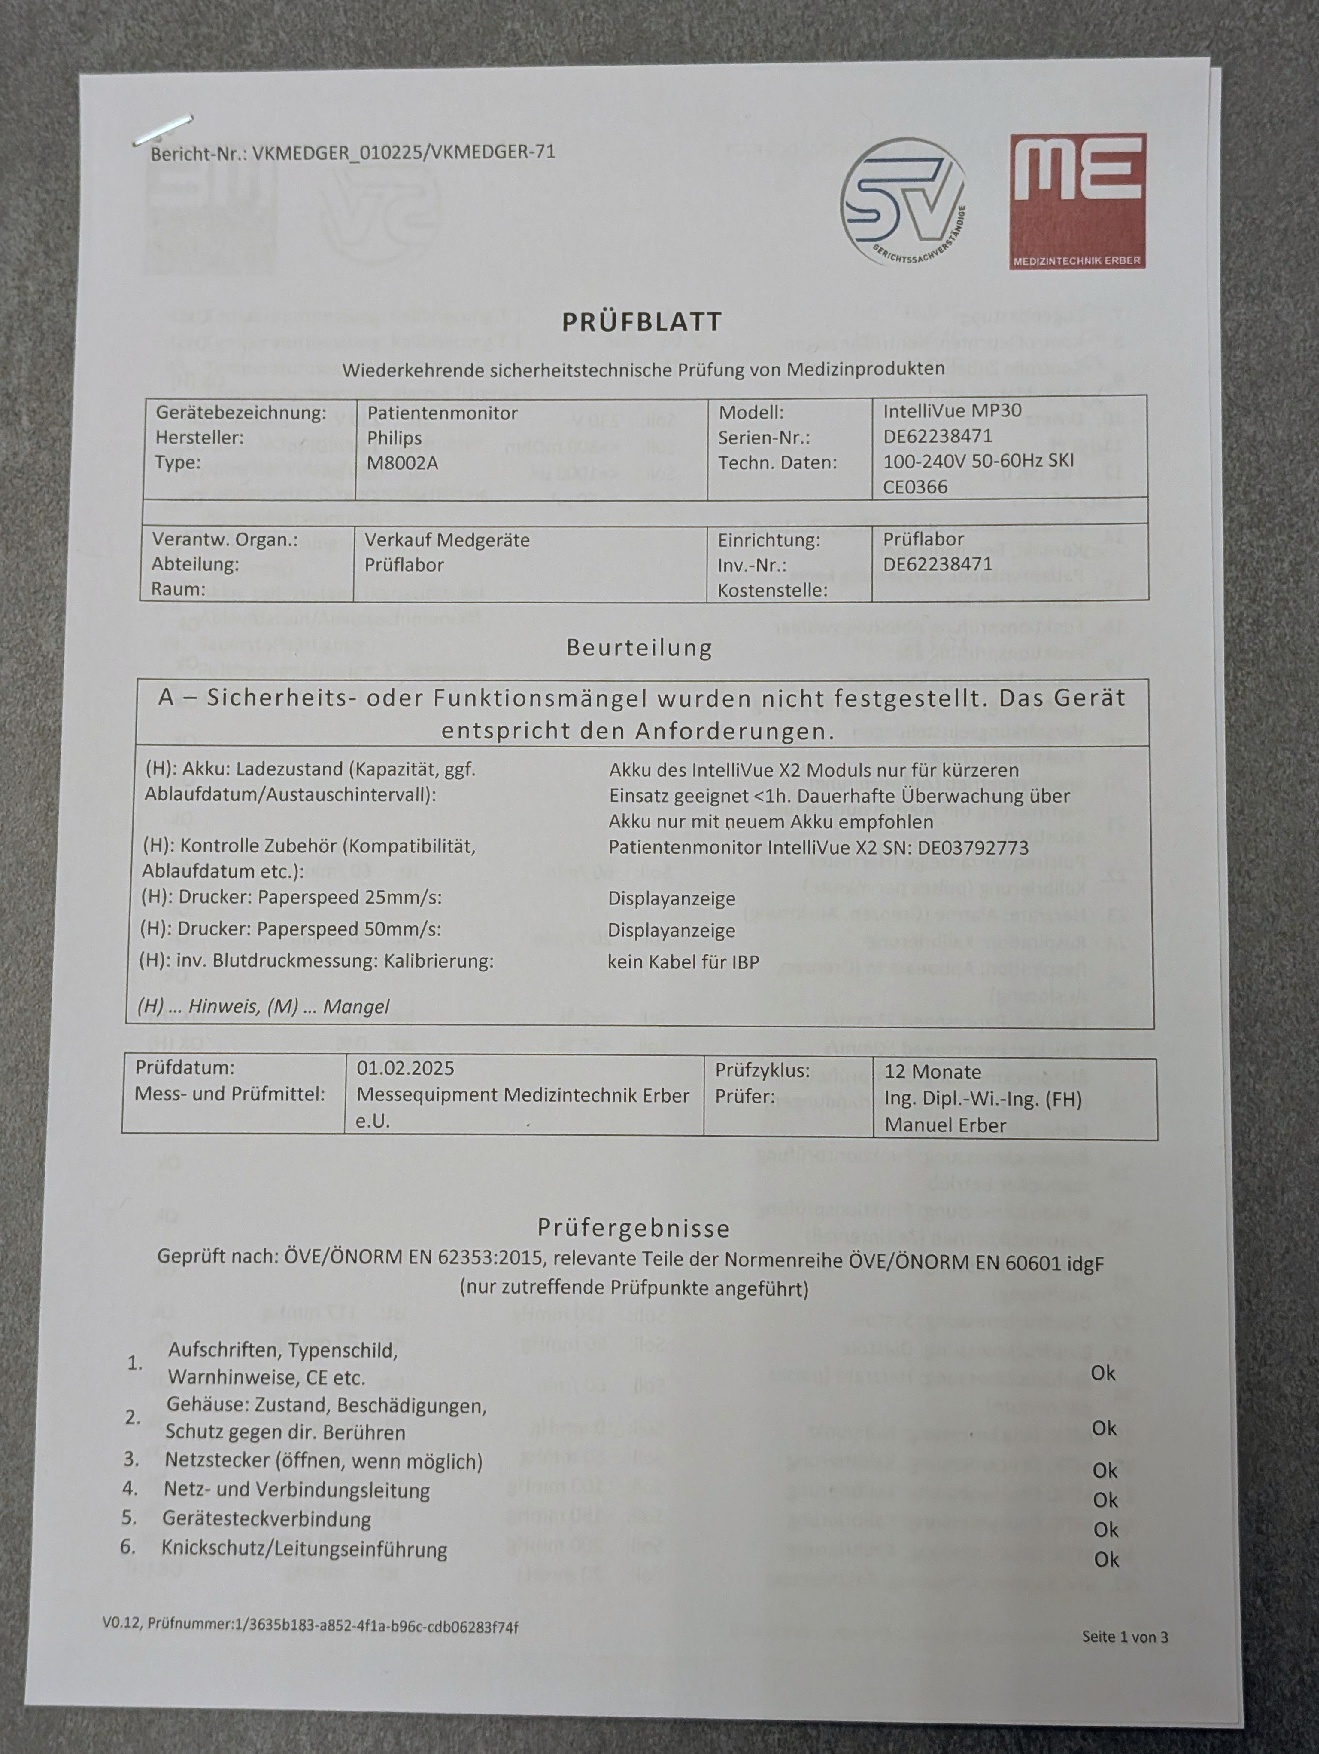 Bericht-Nr.: VKMEDGER_010225/VKMEDGER-71
SV
GERICHTSSACHVERSTÄNDIGE
ME
MEDIZINTECHNIK ERBER
PRÜFBLATT
Wiederkehrende sicherheitstechnische Prüfung von Medizinprodukten
Gerätebezeichnung: Patientenmonitor Modell: IntelliVue MP30
Hersteller: Philips Serien-Nr.: DE62238471
Type: M8002A Techn. Daten: 100-240V 50-60Hz SKI
CE0366
Verantw. Organ.: Verkauf Medgeräte Einrichtung: Prüflabor
Abteilung: Prüflabor Inv.-Nr.: DE62238471
Raum: Kostenstelle:
Beurteilung
A – Sicherheits- oder Funktionsmängel wurden nicht festgestellt. Das Gerät
entspricht den Anforderungen.
(H): Akku: Ladezustand (Kapazität, ggf. Akku des IntelliVue X2 Moduls nur für kürzeren
Ablaufdatum/Austauschintervall): Einsatz geeignet <1h. Dauerhafte Überwachung über
Akku nur mit neuem Akku empfohlen
(H): Kontrolle Zubehör (Kompatibilität, Patientenmonitor IntelliVue X2 SN: DE03792773
Ablaufdatum etc.):
(H): Drucker: Paperspeed 25mm/s: Displayanzeige
(H): Drucker: Paperspeed 50mm/s: Displayanzeige
(H): inv. Blutdruckmessung: Kalibrierung: kein Kabel für IBP
(H) ... Hinweis, (M) ... Mangel
Prüfdatum: 01.02.2025 Prüfzyklus: 12 Monate
Mess- und Prüfmittel: Messequipment Medizintechnik Erber Prüfer: Ing. Dipl.-Wi.-Ing. (FH)
e.U. Manuel Erber
Prüfergebnisse
Geprüft nach: ÖVE/ÖNORM EN 62353:2015, relevante Teile der Normenreihe ÖVE/ÖNORM EN 60601 idgF
(nur zutreffende Prüfpunkte angeführt)
1. Aufschriften, Typenschild,
Warnhinweise, CE etc. Ok
2. Gehäuse: Zustand, Beschädigungen,
Schutz gegen dir. Berühren Ok
3. Netzstecker (öffnen, wenn möglich) Ok
4. Netz- und Verbindungsleitung Ok
5. Gerätesteckverbindung Ok
6. Knickschutz/Leitungseinführung Ok
V0.12, Prüfnummer:1/3635b183-a852-4f1a-b96c-cdb06283f74f
Seite 1 von 3